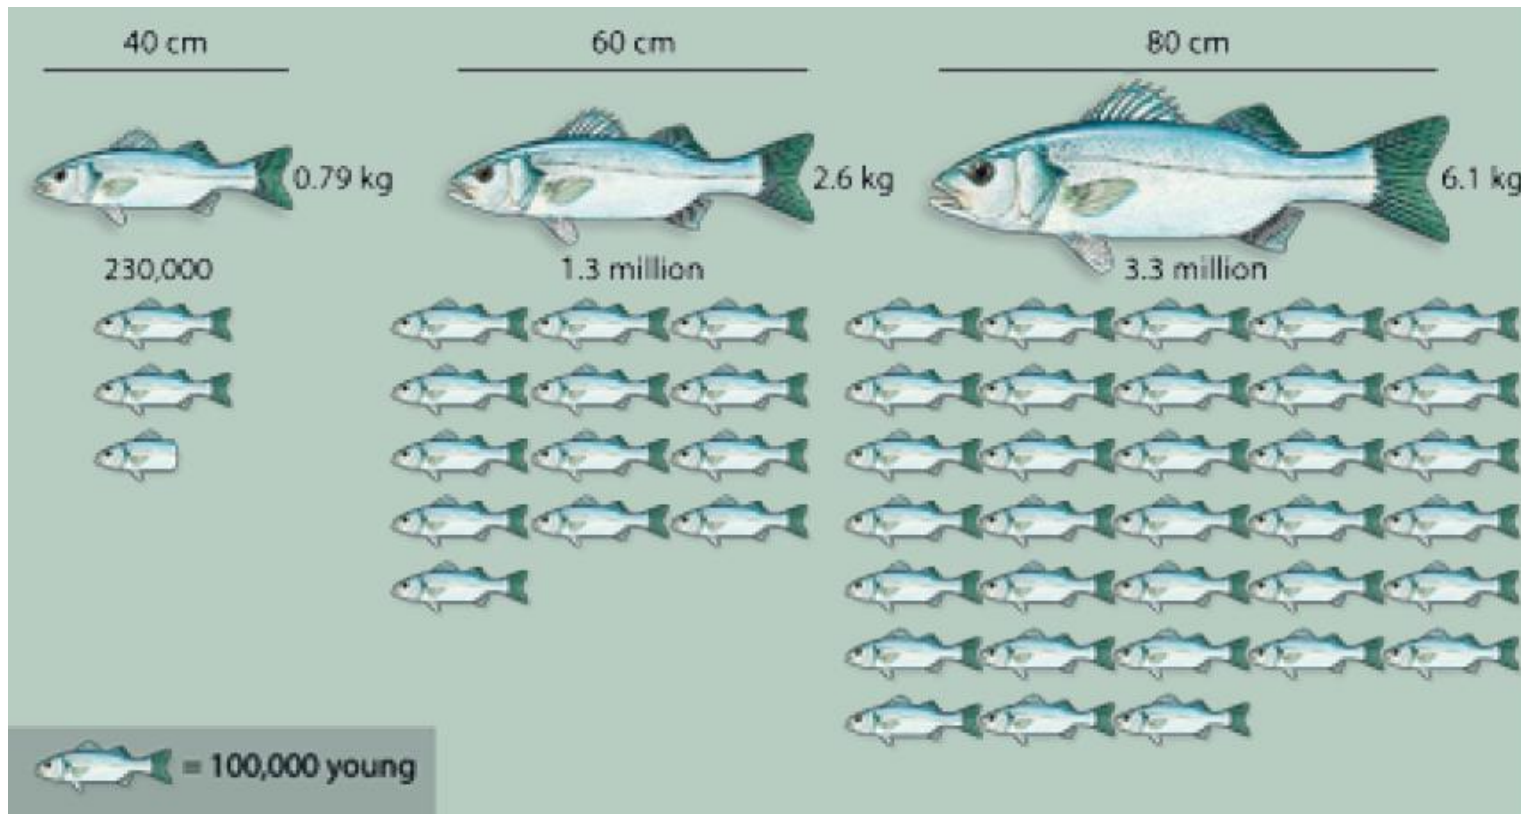 40 cm
60 cm
80 cm
0.79 kg
2.6 kg
6.1 kg
230,000
1.3 million
3.3 million
= 100,000 young